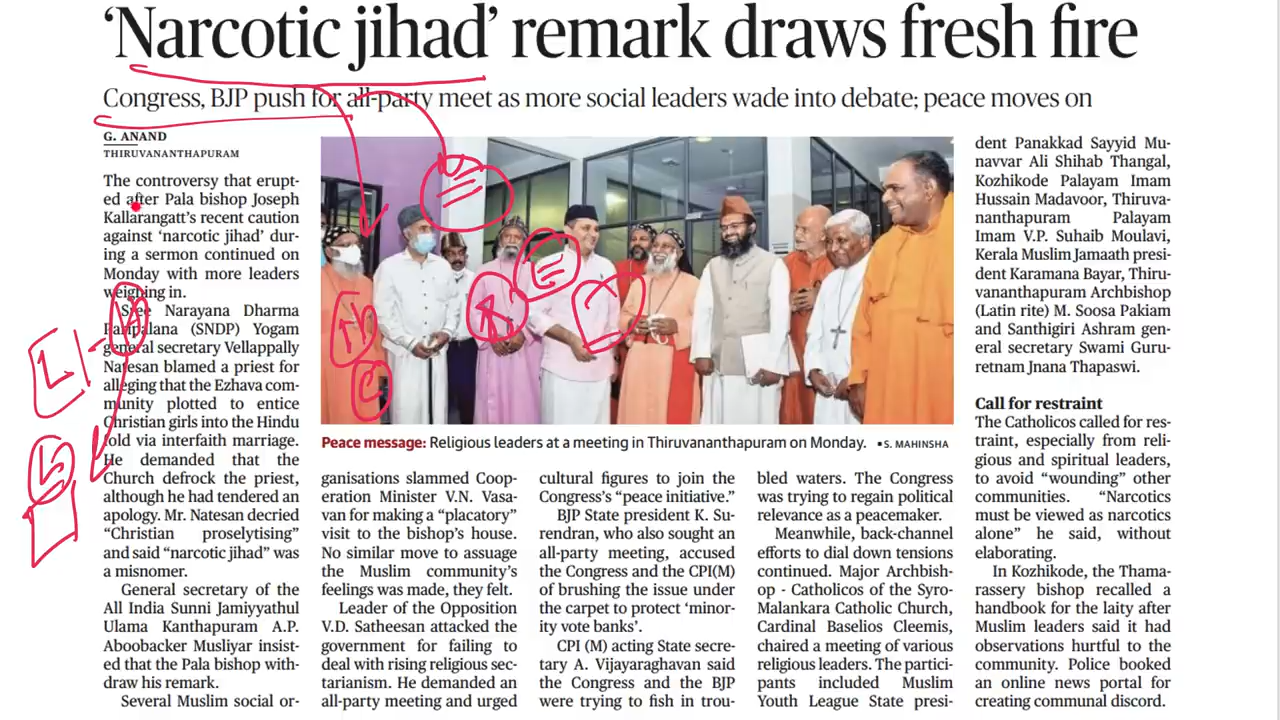 ‘Narcotic jihad’ remark draws fresh fire
Congress, BJP push for all-party meet as more social leaders wade into debate; peace moves on
G. ANAND
THIRUVANANTHAPURAM
The controversy that erupt-
ed after Pala bishop Joseph
Kallarangatt’s recent caution
against ‘narcotic jihad’ dur-
ing a sermon continued on
Monday with more leaders
weighing in.
Sree Narayana Dharma
Paripalana (SNDP) Yogam
general secretary Vellappally
Natesan blamed a priest for
alleging that the Ezhava com-
munity plotted to entice
Christian girls into the Hindu
fold via interfaith marriage.
He demanded that the
Church defrock the priest,
although he had tendered an
apology. Mr. Natesan decried
“Christian proselytising”
and said “narcotic jihad” was
a misnomer.
General secretary of the
All India Sunni Jamiyyathul
Ulama Kanthapuram A.P.
Aboobacker Musliyar insist-
ed that the Pala bishop with-
draw his remark.
Several Muslim social or-
Peace message: Religious leaders at a meeting in Thiruvananthapuram on Monday. ▪S. MAHINSHA
ganisations slammed Coop-
eration Minister V.N. Vasa-
van for making a “placatory”
visit to the bishop’s house.
No similar move to assuage
the Muslim community’s
feelings was made, they felt.
Leader of the Opposition
V.D. Satheesan attacked the
government for failing to
deal with rising religious sec-
tarianism. He demanded an
all-party meeting and urged
cultural figures to join the
Congress’s “peace initiative.”
BJP State president K. Su-
rendran, who also sought an
all-party meeting, accused
the Congress and the CPI(M)
of brushing the issue under
the carpet to protect ‘minor-
ity vote banks’.
CPI (M) acting State secre-
tary A. Vijayaraghavan said
the Congress and the BJP
were trying to fish in trou-
bled waters. The Congress
was trying to regain political
relevance as a peacemaker.
Meanwhile, back-channel
efforts to dial down tensions
continued. Major Archbish-
op - Catholicos of the Syro-
Malankara Catholic Church,
Cardinal Baselios Cleemis,
chaired a meeting of various
religious leaders. The partici-
pants included Muslim
Youth League State presi-
dent Panakkad Sayyid Mu-
navvar Ali Shihab Thangal,
Kozhikode Palayam Imam
Hussain Madavoor, Thiruva-
nanthapuram Palayam
Imam V.P. Suhaib Moulavi,
Kerala Muslim Jamaath presi-
dent Karamana Bayar, Thiru-
vananthapuram Archbishop
(Latin rite) M. Soosa Pakiam
and Santhigiri Ashram gen-
eral secretary Swami Guru-
retnam Jnana Thapaswi.
Call for restraint
The Catholicos called for res-
traint, especially from reli-
gious and spiritual leaders,
to avoid “wounding” other
communities. “Narcotics
must be viewed as narcotics
alone” he said, without
elaborating.
In Kozhikode, the Thama-
rassery bishop recalled a
handbook for the laity after
Muslim leaders said it had
observations hurtful to the
community. Police booked
an online news portal for
creating communal discord.